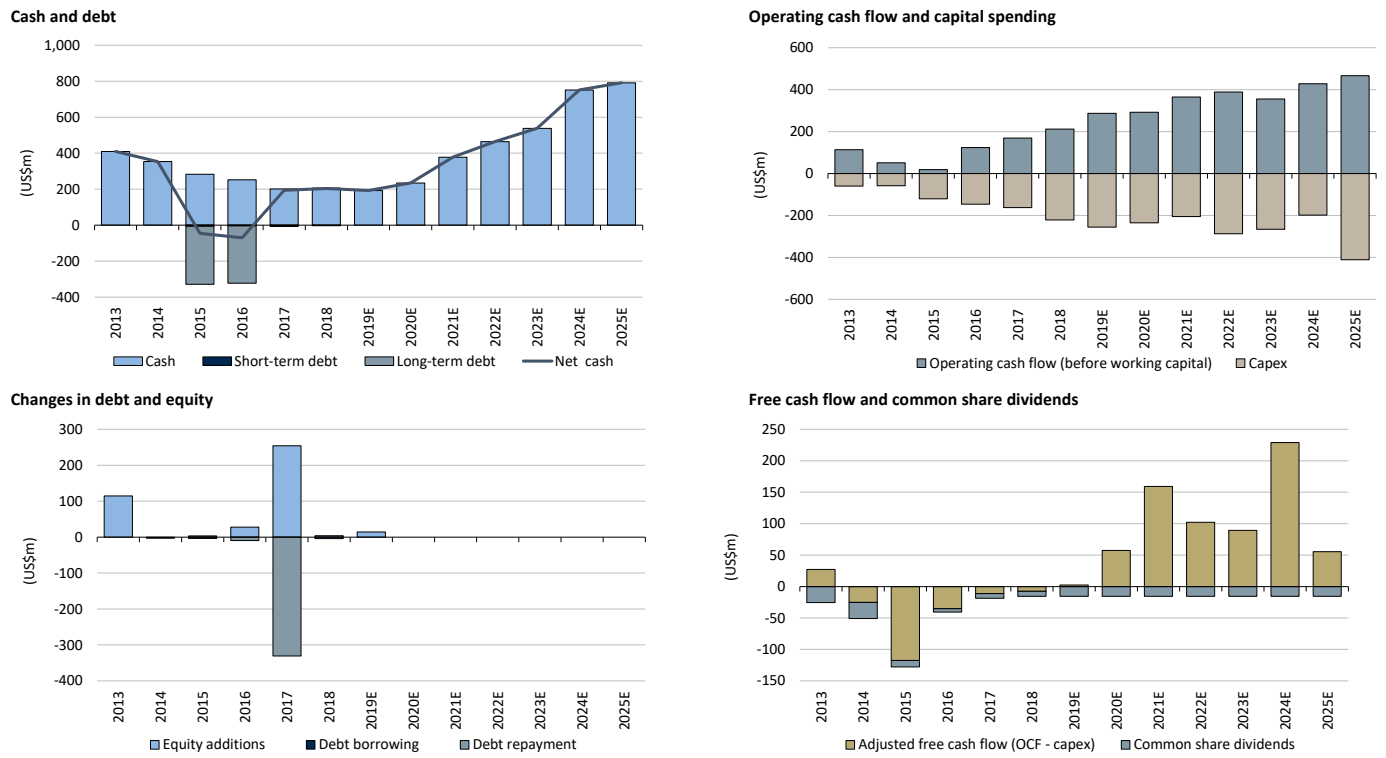 Cash and debt
1,000
800
600
400
200
0
-200
-400
(US$m)
2013
2014
2015
2016
2017
2018
2019E
2020E
2021E
2022E
2023E
2024E
2025E
Cash Short-term debt Long-term debt Net cash
Operating cash flow and capital spending
600
400
200
0
-200
-400
-600
(US$m)
2013
2014
2015
2016
2017
2018
2019E
2020E
2021E
2022E
2023E
2024E
2025E
Operating cash flow (before working capital) Capex
Changes in debt and equity
300
200
100
0
-100
-200
-300
-400
(US$m)
2013
2014
2015
2016
2017
2018
2019E
2020E
2021E
2022E
2023E
2024E
2025E
Equity additions Debt borrowing Debt repayment
Free cash flow and common share dividends
250
200
150
100
50
0
-50
-100
-150
(US$m)
2013
2014
2015
2016
2017
2018
2019E
2020E
2021E
2022E
2023E
2024E
2025E
Adjusted free cash flow (OCF - capex) Common share dividends